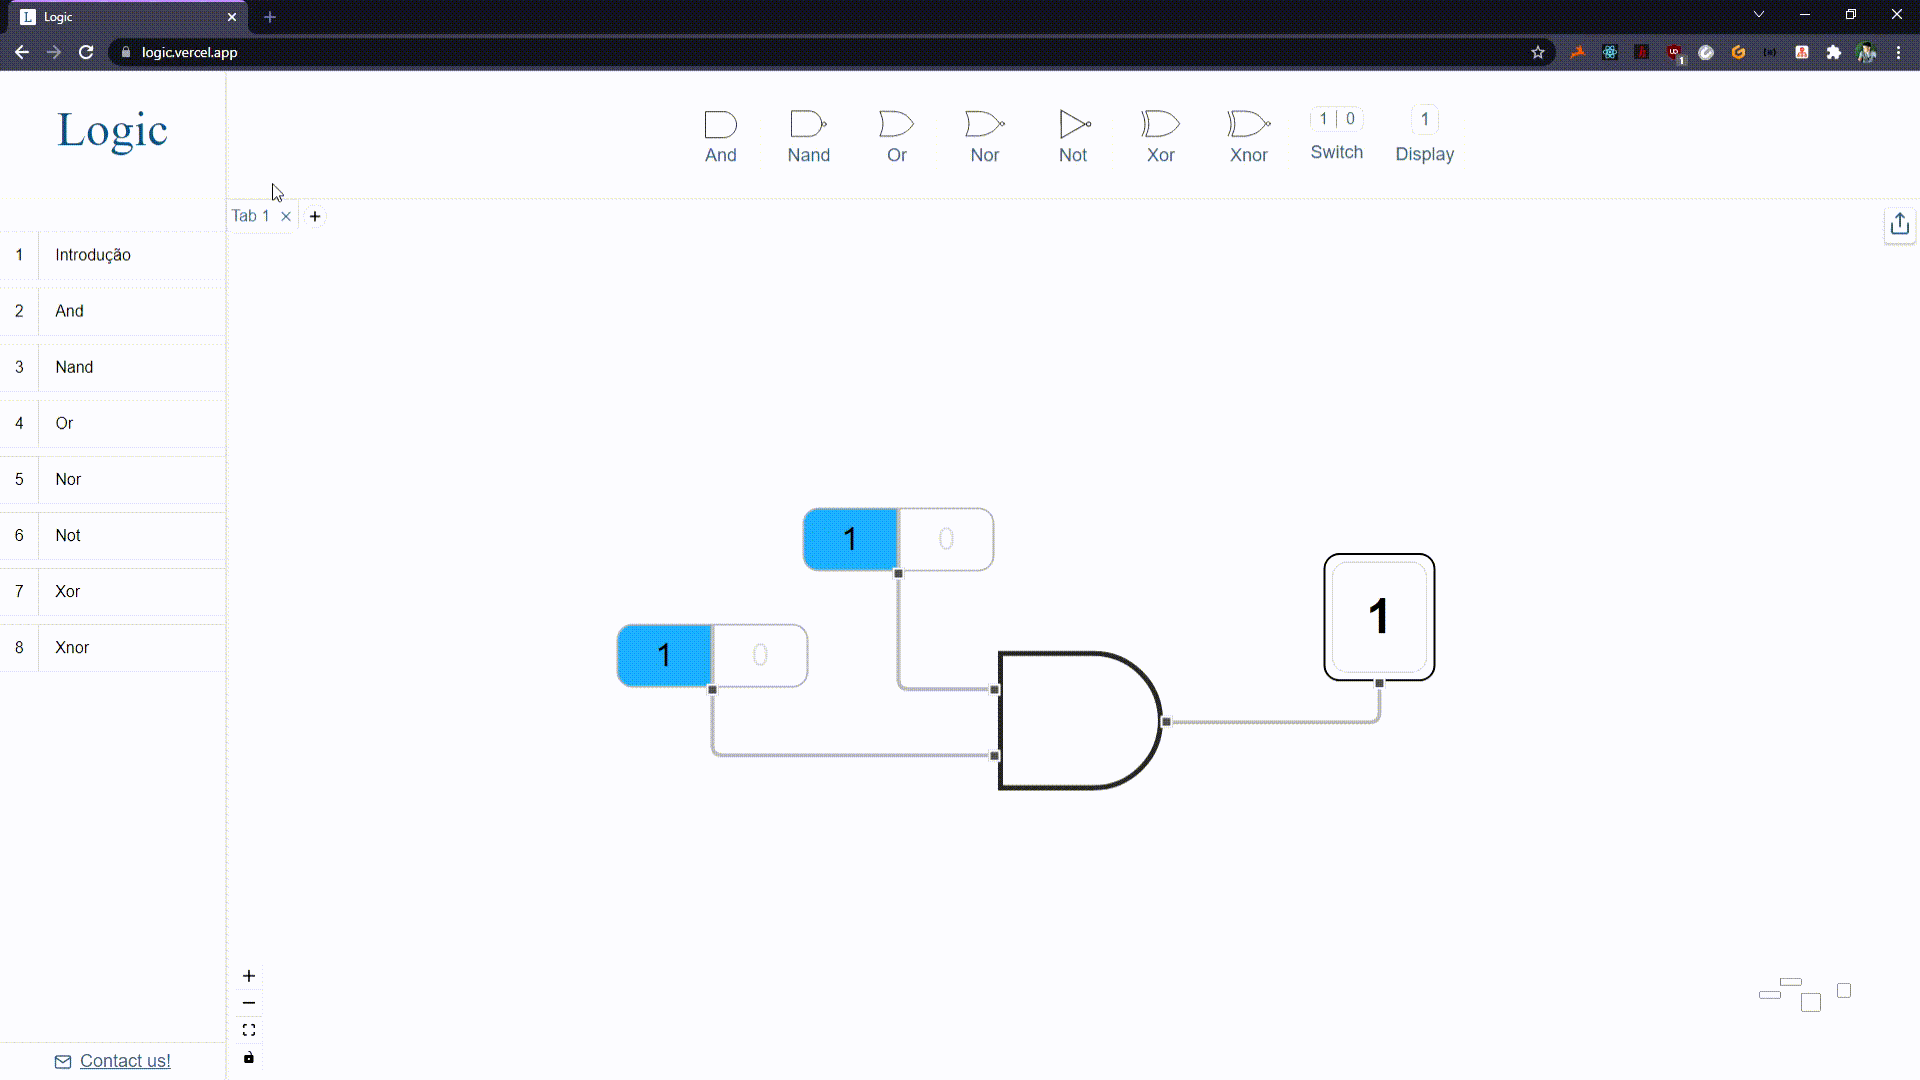 Logic
logic.vercel.app
1
Logic
And
Nand
Or
Nor
Not
Xor
Xnor
1 | 0
Switch
1
Display
Tab 1
1 Introdução
2 And
3 Nand
4 Or
5 Nor
6 Not
7 Xor
8 Xnor
1 0
1 0
1
Contact us!